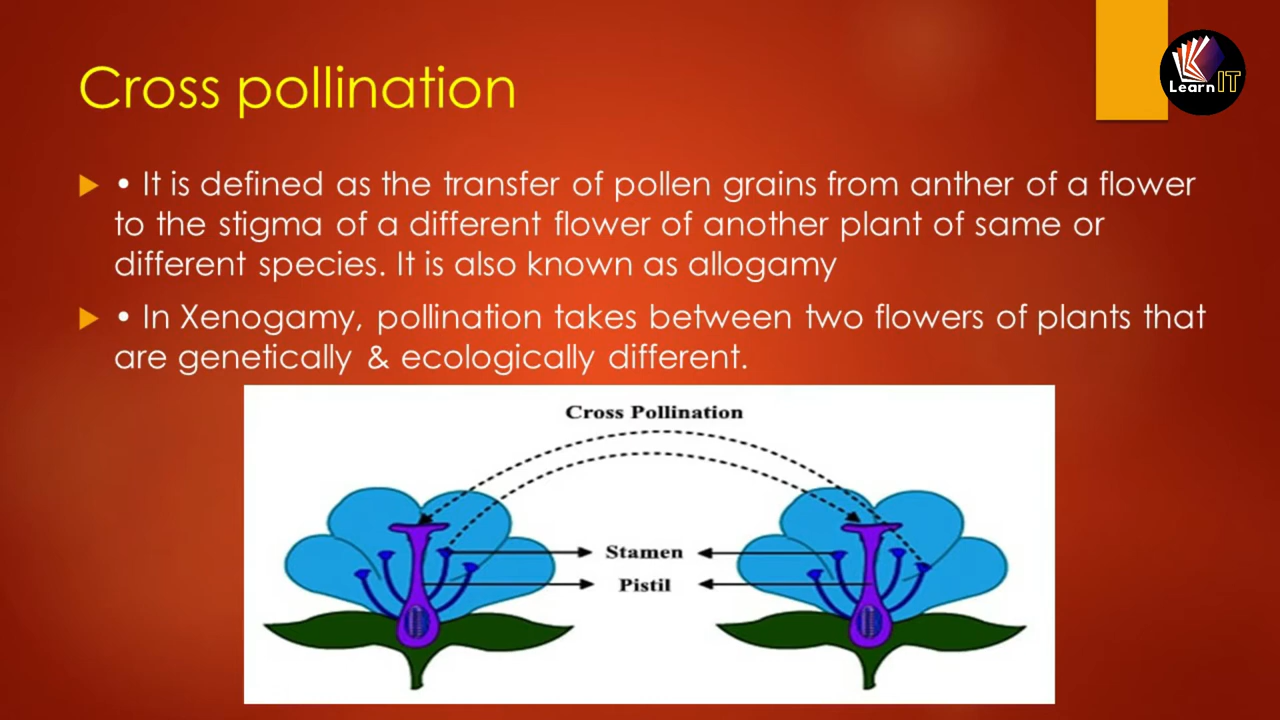 Learn IT
Cross pollination
• It is defined as the transfer of pollen grains from anther of a flower
to the stigma of a different flower of another plant of same or
different species. It is also known as allogamy
• In Xenogamy, pollination takes between two flowers of plants that
are genetically & ecologically different.
Cross Pollination
Stamen
Pistil